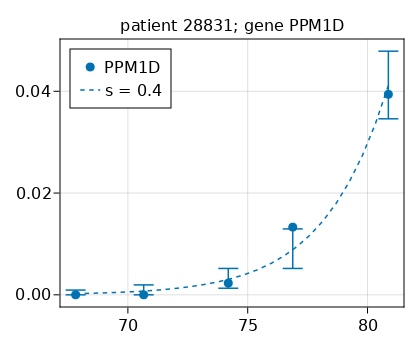 patient 28831; gene PPM1D
PPM1D
s = 0.4
0.04
0.02
0.00
70 75 80